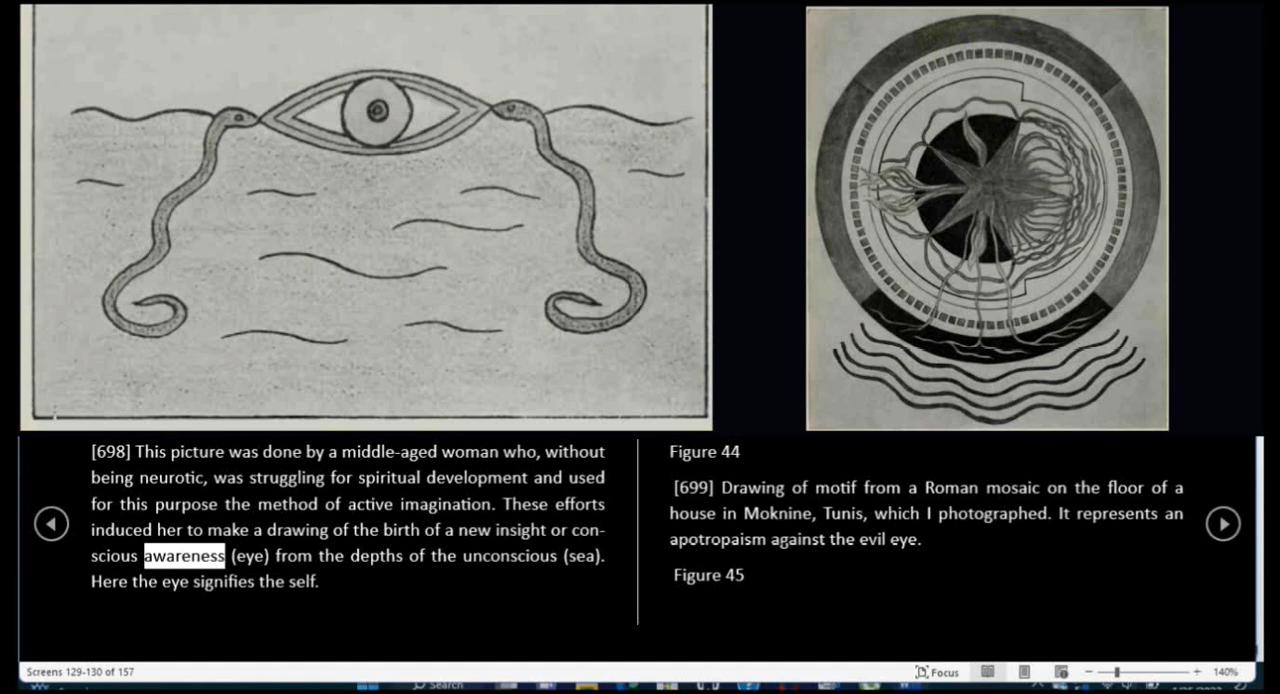 [698] This picture was done by a middle-aged woman who, without
being neurotic, was struggling for spiritual development and used
for this purpose the method of active imagination. These efforts
induced her to make a drawing of the birth of a new insight or con-
scious awareness (eye) from the depths of the unconscious (sea).
Here the eye signifies the self.
Figure 44
[699] Drawing of motif from a Roman mosaic on the floor of a
house in Moknine, Tunis, which I photographed. It represents an
apotropaism against the evil eye.
Figure 45
Screens 129-130 of 157
Focus
140%
Search